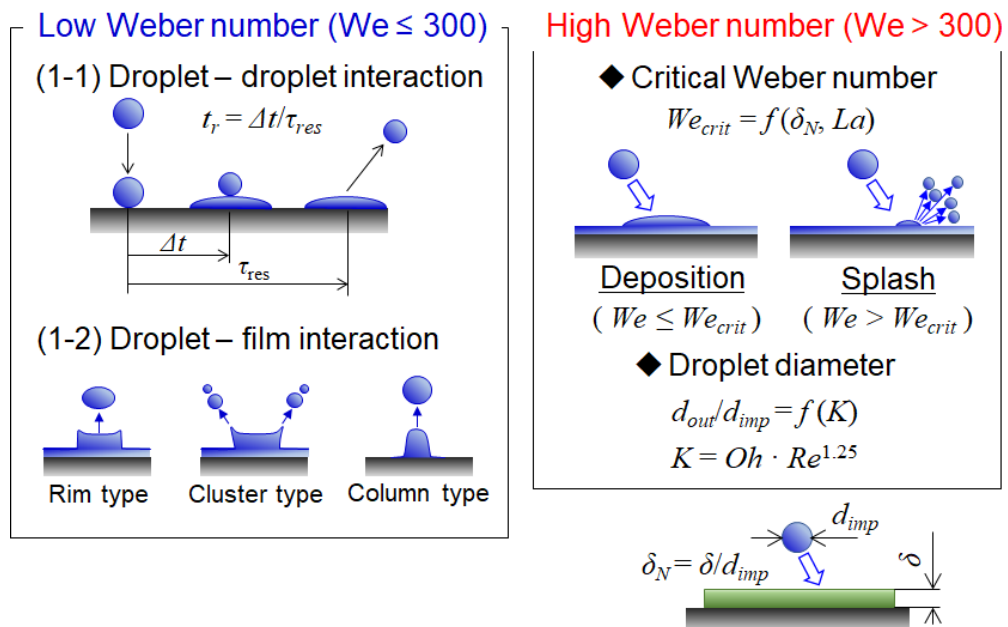 Low Weber number (We ≤ 300)
(1-1) Droplet – droplet interaction
t_r = Δt/τ_res
Δt
τ_res
(1-2) Droplet – film interaction
Rim type
Cluster type
Column type
High Weber number (We > 300)
◆ Critical Weber number
We_crit = f(δ_N, La)
Deposition
( We ≤ We_crit )
Splash
( We > We_crit )
◆ Droplet diameter
d_out/d_imp = f(K)
K = Oh · Re^1.25
d_imp
δ_N = δ/d_imp
δ